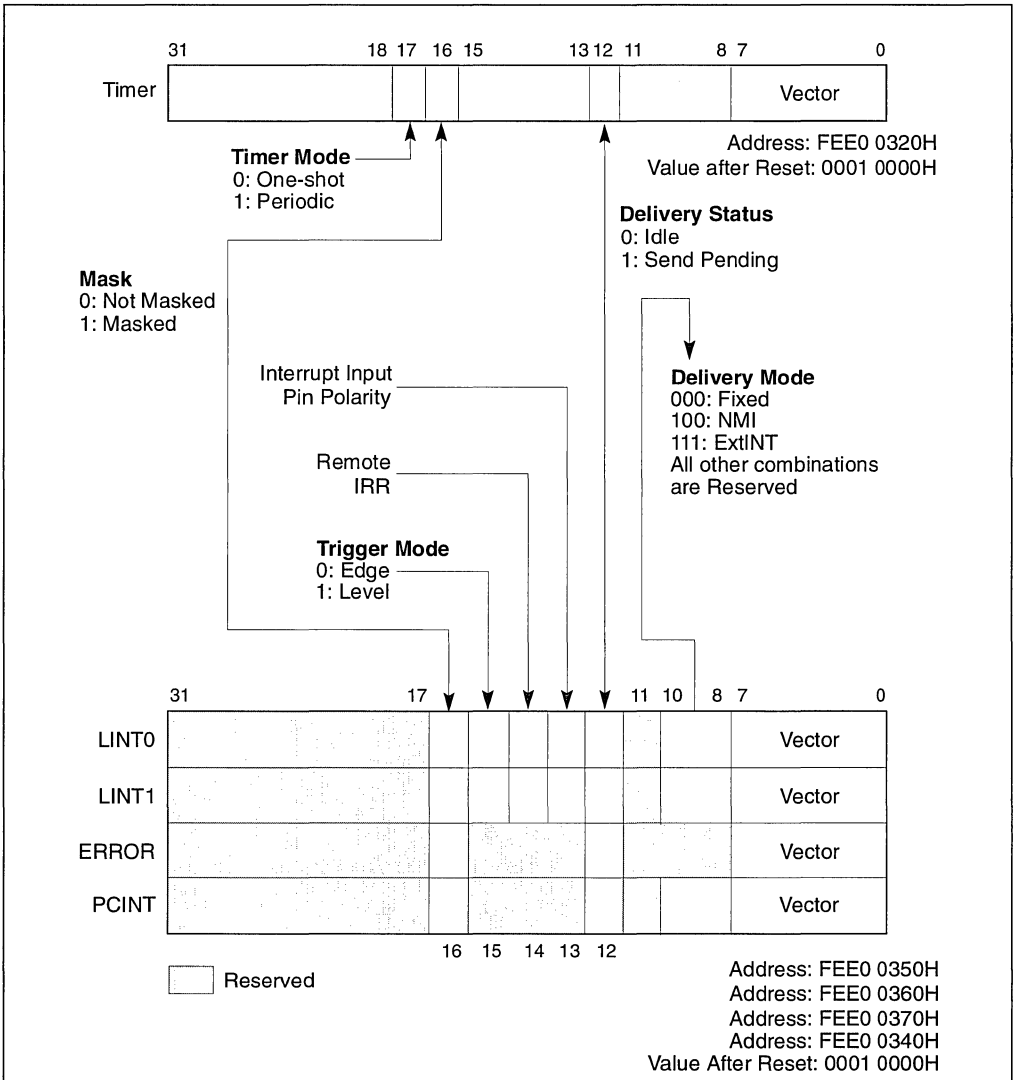 31 18 17 16 15 13 12 11 8 7 0
Timer
Vector
Address: FEE0 0320H
Value after Reset: 0001 0000H
Timer Mode
0: One-shot
1: Periodic
Delivery Status
0: Idle
1: Send Pending
Mask
0: Not Masked
1: Masked
Interrupt Input
Pin Polarity
Delivery Mode
000: Fixed
100: NMI
111: ExtINT
All other combinations
are Reserved
Remote
IRR
Trigger Mode
0: Edge
1: Level
31 17 11 10 8 7 0
LINT0 Vector
LINT1 Vector
ERROR Vector
PCINT Vector
16 15 14 13 12
Reserved
Address: FEE0 0350H
Address: FEE0 0360H
Address: FEE0 0370H
Address: FEE0 0340H
Value After Reset: 0001 0000H